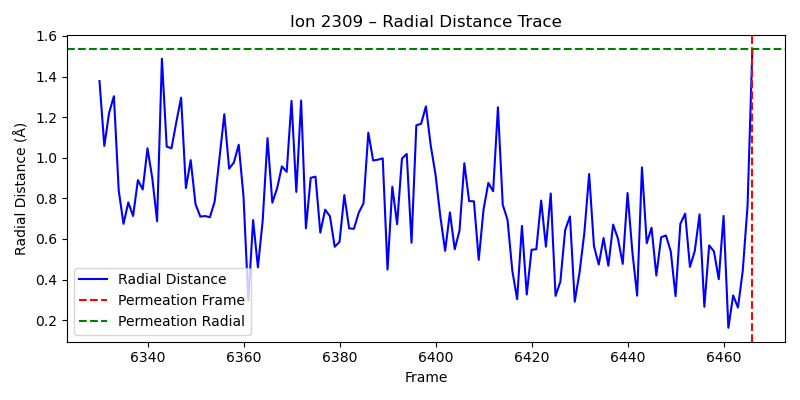 Ion 2309 – Radial Distance Trace
Radial Distance (Å)
1.6
1.4
1.2
1.0
0.8
0.6
0.4
0.2
Radial Distance
Permeation Frame
Permeation Radial
6340 6360 6380 6400 6420 6440 6460
Frame